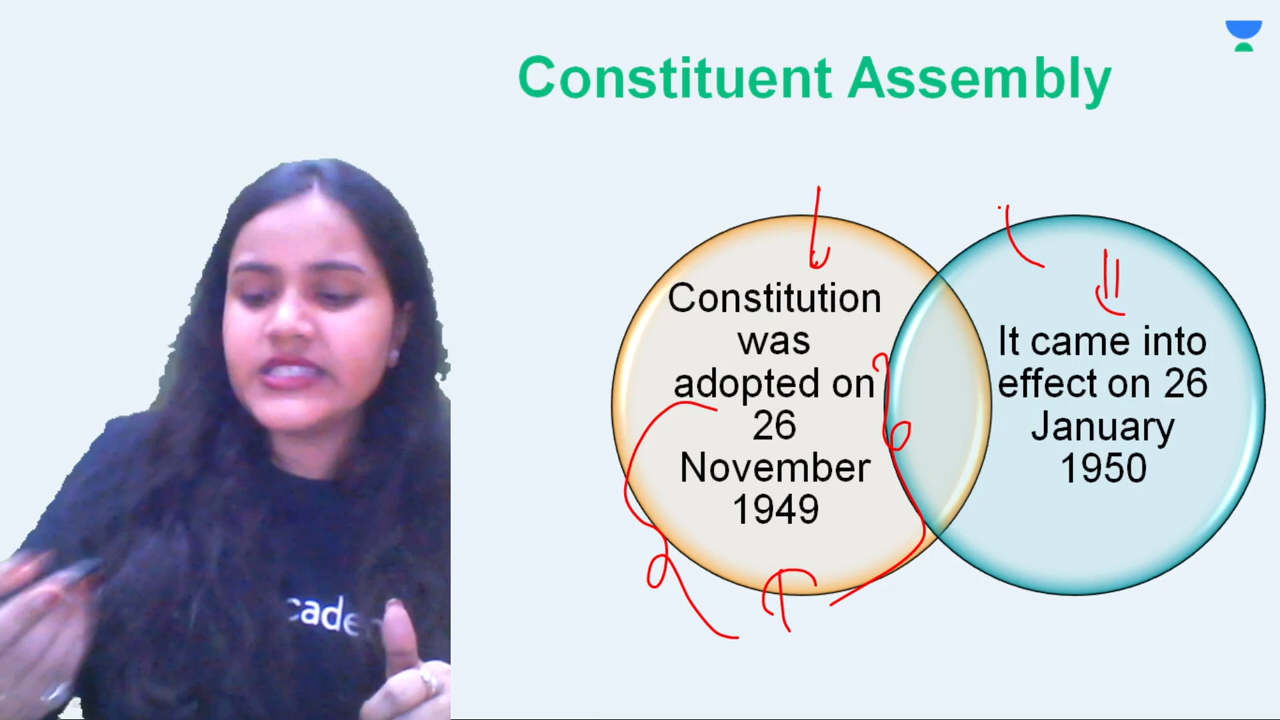 Constituent Assembly
Constitution
was
adopted on
26
November
1949
It came into
effect on 26
January
1950
cade